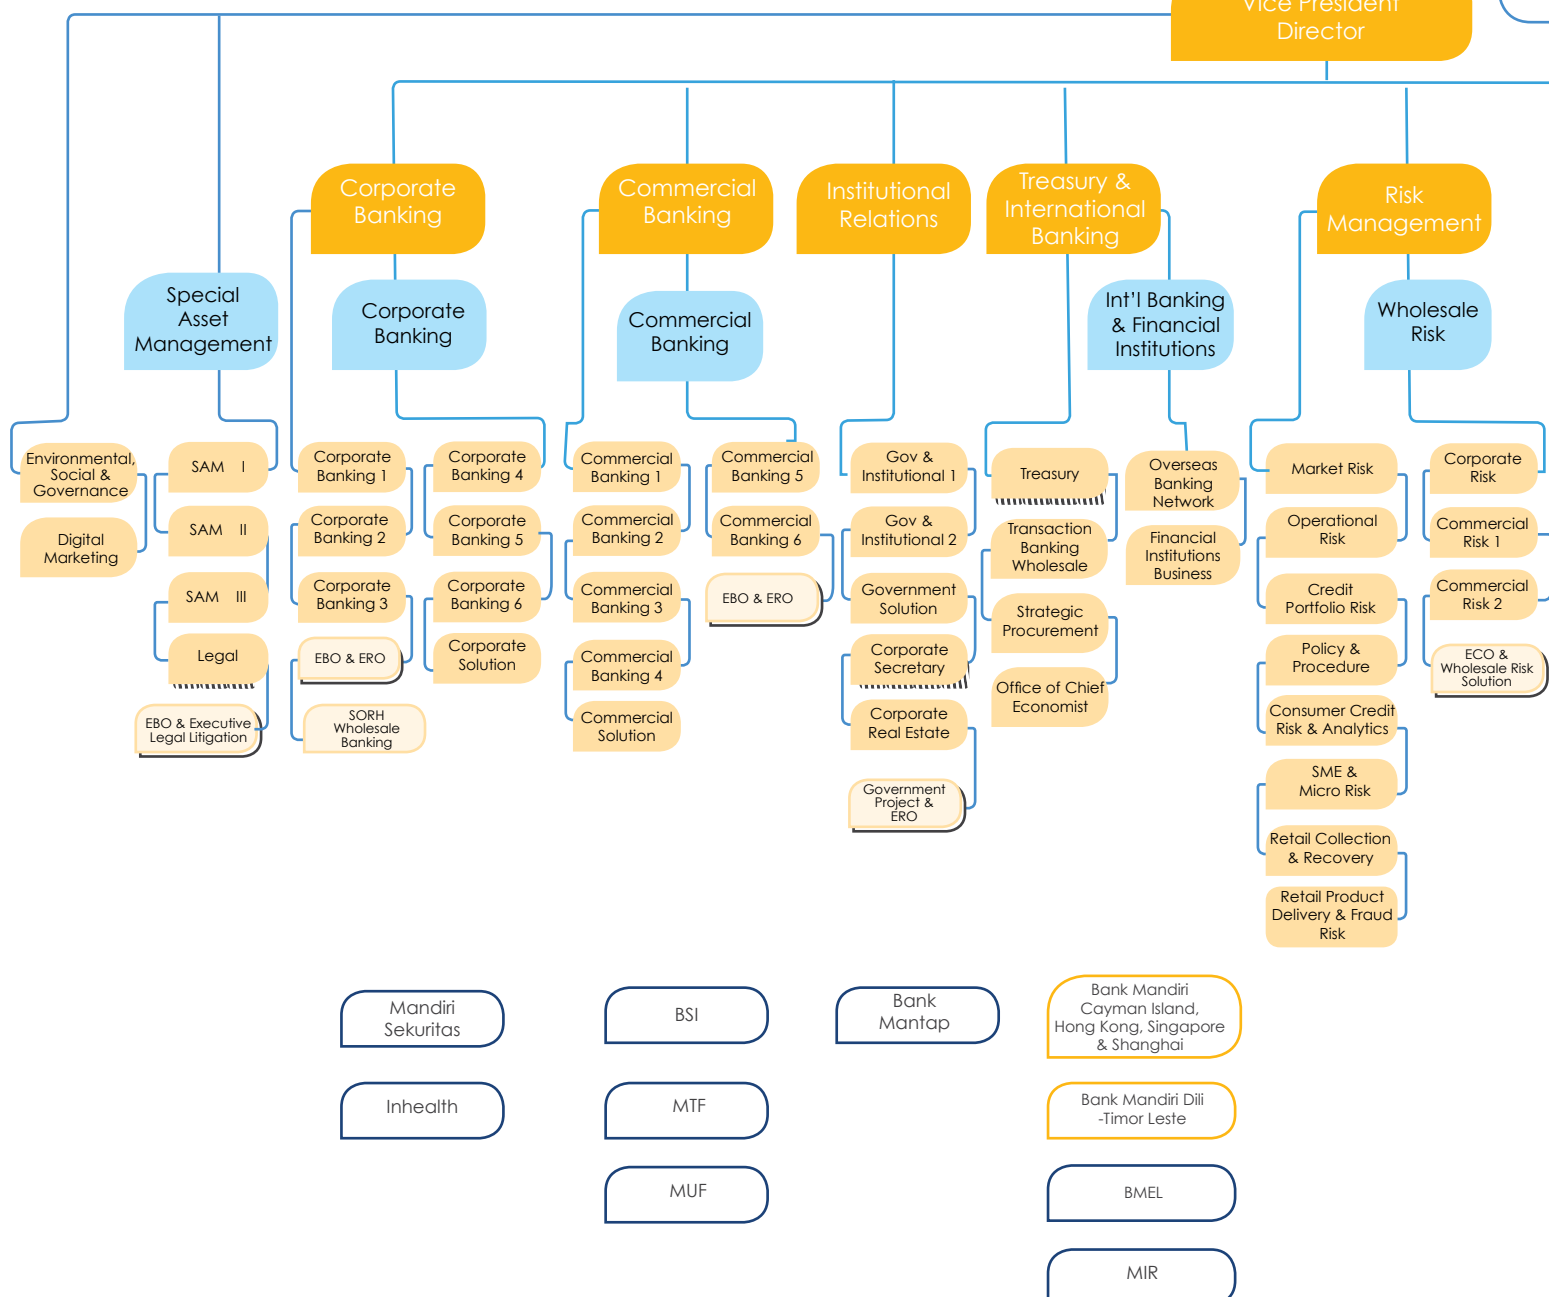 Vice President
Director
Corporate
Banking
Commercial
Banking
Institutional
Relations
Treasury &
International
Banking
Risk
Management
Special
Asset
Management
Corporate
Banking
Commercial
Banking
Int'l Banking
& Financial
Institutions
Wholesale
Risk
Environmental,
Social &
Governance
Digital
Marketing
SAM I
SAM II
SAM III
Legal
EBO & Executive
Legal Litigation
Corporate
Banking 1
Corporate
Banking 2
Corporate
Banking 3
EBO & ERO
SORH
Wholesale
Banking
Corporate
Banking 4
Corporate
Banking 5
Corporate
Banking 6
Corporate
Solution
Commercial
Banking 1
Commercial
Banking 2
Commercial
Banking 3
Commercial
Banking 4
Commercial
Solution
Commercial
Banking 5
Commercial
Banking 6
EBO & ERO
Gov &
Institutional 1
Gov &
Institutional 2
Government
Solution
Corporate
Secretary
Corporate
Real Estate
Government
Project &
ERO
Treasury
Transaction
Banking
Wholesale
Strategic
Procurement
Office of Chief
Economist
Overseas
Banking
Network
Financial
Institutions
Business
Market Risk
Operational
Risk
Credit
Portfolio Risk
Policy &
Procedure
Consumer Credit
Risk & Analytics
SME &
Micro Risk
Retail Collection
& Recovery
Retail Product
Delivery & Fraud
Risk
Corporate
Risk
Commercial
Risk 1
Commercial
Risk 2
ECO &
Wholesale Risk
Solution
Mandiri
Sekuritas
Inhealth
BSI
MTF
MUF
Bank
Mantap
Bank Mandiri
Cayman Island,
Hong Kong, Singapore
& Shanghai
Bank Mandiri Dili
-Timor Leste
BMEL
MIR